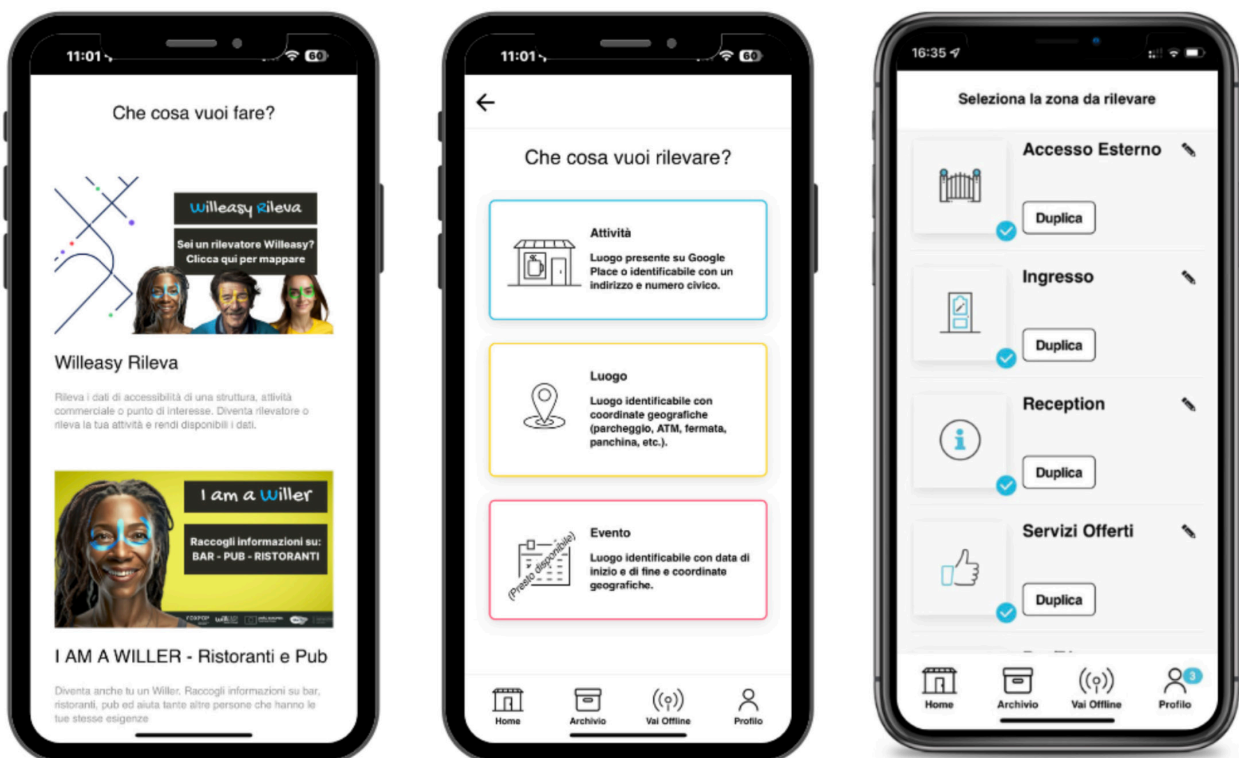 11:01
60
Che cosa vuoi fare?
Willeasy Rileva
Sei un rilevatore Willeasy?
Clicca qui per mappare
Willeasy Rileva
Rileva i dati di accessibilità di una struttura, attività
commerciale o punto di interesse. Diventa rilevatore o
rileva la tua attività e rendi disponibili i dati.
I am a Willer
Raccogli informazioni su:
BAR - PUB - RISTORANTI
I AM A WILLER - Ristoranti e Pub
Diventa anche tu un Willer. Raccogli informazioni su bar,
ristoranti, pub ed aiuta tante altre persone che hanno le
tue stesse esigenze
11:01
60
Che cosa vuoi rilevare?
Attività
Luogo presente su Google
Place o identificabile con un
indirizzo e numero civico.
Luogo
Luogo identificabile con
coordinate geografiche
(parcheggio, ATM, fermata,
panchina, etc.).
(Presto disponibile)
Evento
Luogo identificabile con data di
inizio e di fine e coordinate
geografiche.
Home
Archivio
Vai Offline
Profilo
16:35
Seleziona la zona da rilevare
Accesso Esterno
Duplica
Ingresso
Duplica
Reception
Duplica
Servizi Offerti
Duplica
Home
Archivio
Vai Offline
Profilo
3